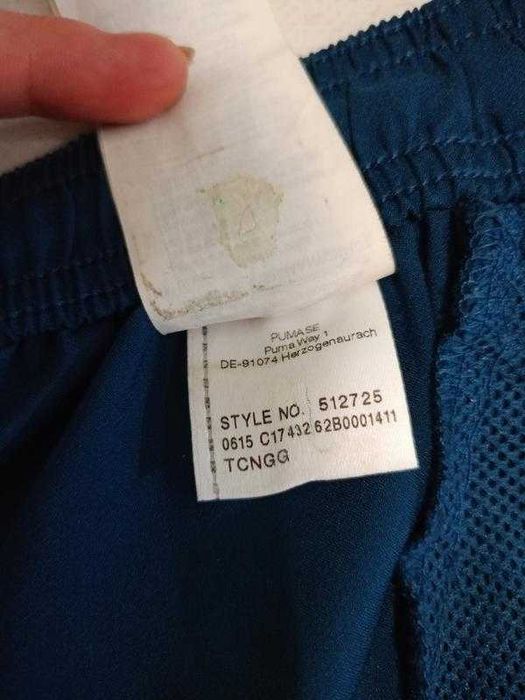 PUMA SE
Puma Way 1
DE-91074 Herzogenaurach
STYLE NO. 512725
0615 C17432 62B0001411
TCNGG